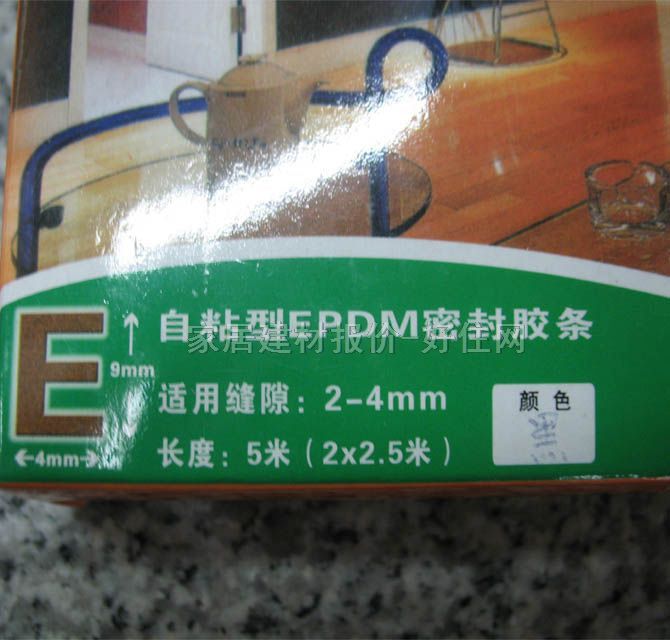 自粘型EPDM密封胶条
家居建材报价-好住网
E
9mm
4mm
适用缝隙：2-4mm
长度：5米（2x2.5米）
颜色